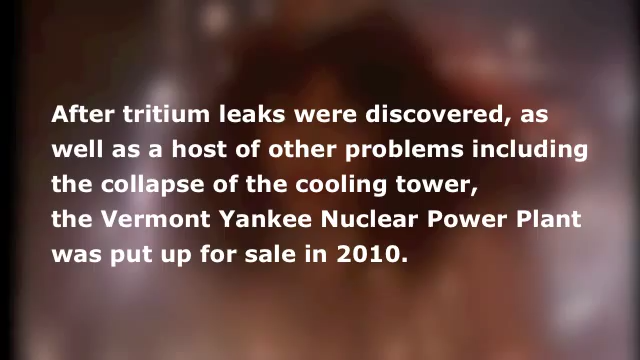 After tritium leaks were discovered, as
well as a host of other problems including
the collapse of the cooling tower,
the Vermont Yankee Nuclear Power Plant
was put up for sale in 2010.